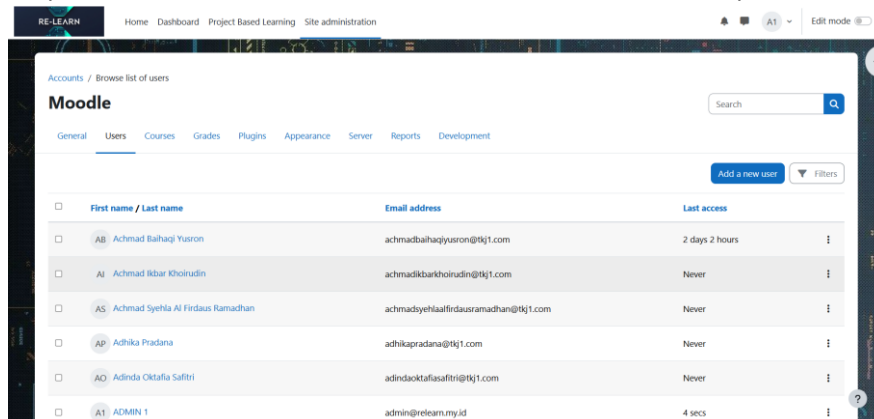 RE-LEARN Home Dashboard Project Based Learning Site administration A1 Edit mode
Accounts / Browse list of users
Moodle
Search
General Users Courses Grades Plugins Appearance Server Reports Development
Add a new user Filters
First name / Last name Email address Last access
AB Achmad Baihaqi Yusron achmadbaihaqiyusron@tkj1.com 2 days 2 hours
AI Achmad Ikbar Khoirudin achmadikbarkhoirudin@tkj1.com Never
AS Achmad Syehla Al Firdaus Ramadhan achmadsyehlaalfirdausramadhan@tkj1.com Never
AP Adhika Pradana adhikapradana@tkj1.com Never
AO Adinda Oktafia Safitri adindaoktafiasafitri@tkj1.com Never
A1 ADMIN 1 admin@relearn.my.id 4 secs
?